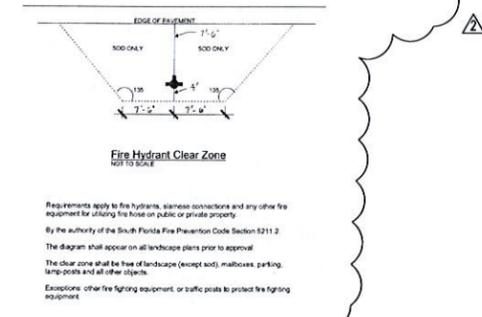 EDGE OF PAVEMENT
7'-6"
SOD ONLY SOD ONLY
135 4' 135
7'-6" 7'-6"
Fire Hydrant Clear Zone
NOT TO SCALE
Requirements apply to fire hydrants, siamese connections and any other fire
equipment for utilizing fire hose on public or private property.
By the authority of the South Florida Fire Prevention Code Section 5211.2
The diagram shall appear on all landscape plans prior to approval
The clear zone shall be free of landscape (except sod), mailboxes, parking,
lamp-posts and all other objects.
Exceptions: other fire fighting equipment, or traffic posts to protect fire fighting
equipment
2